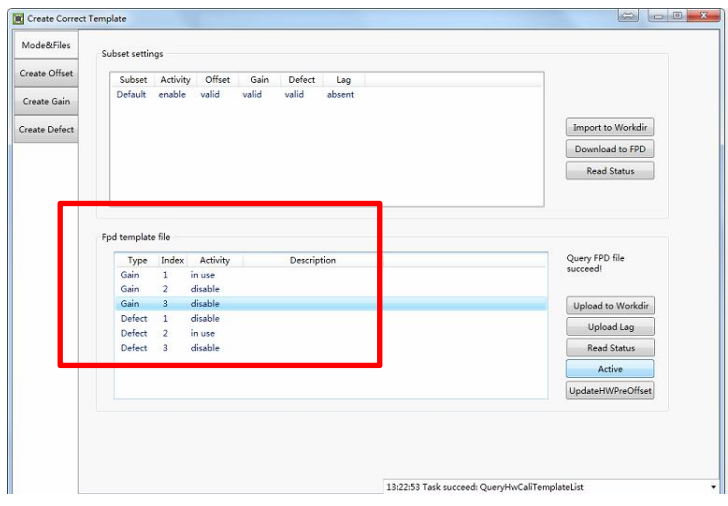 Create Correct Template
Mode&Files
Create Offset
Create Gain
Create Defect
Subset settings
Subset Activity Offset Gain Defect Lag
Default enable valid valid valid absent
Import to Workdir
Download to FPD
Read Status
Fpd template file
Type Index Activity Description
Gain 1 in use
Gain 2 disable
Gain 3 disable
Defect 1 disable
Defect 2 in use
Defect 3 disable
Query FPD file
succeed!
Upload to Workdir
Upload Lag
Read Status
Active
UpdateHWPreOffset
13:22:53 Task succeed: QueryHwCaliTemplateList